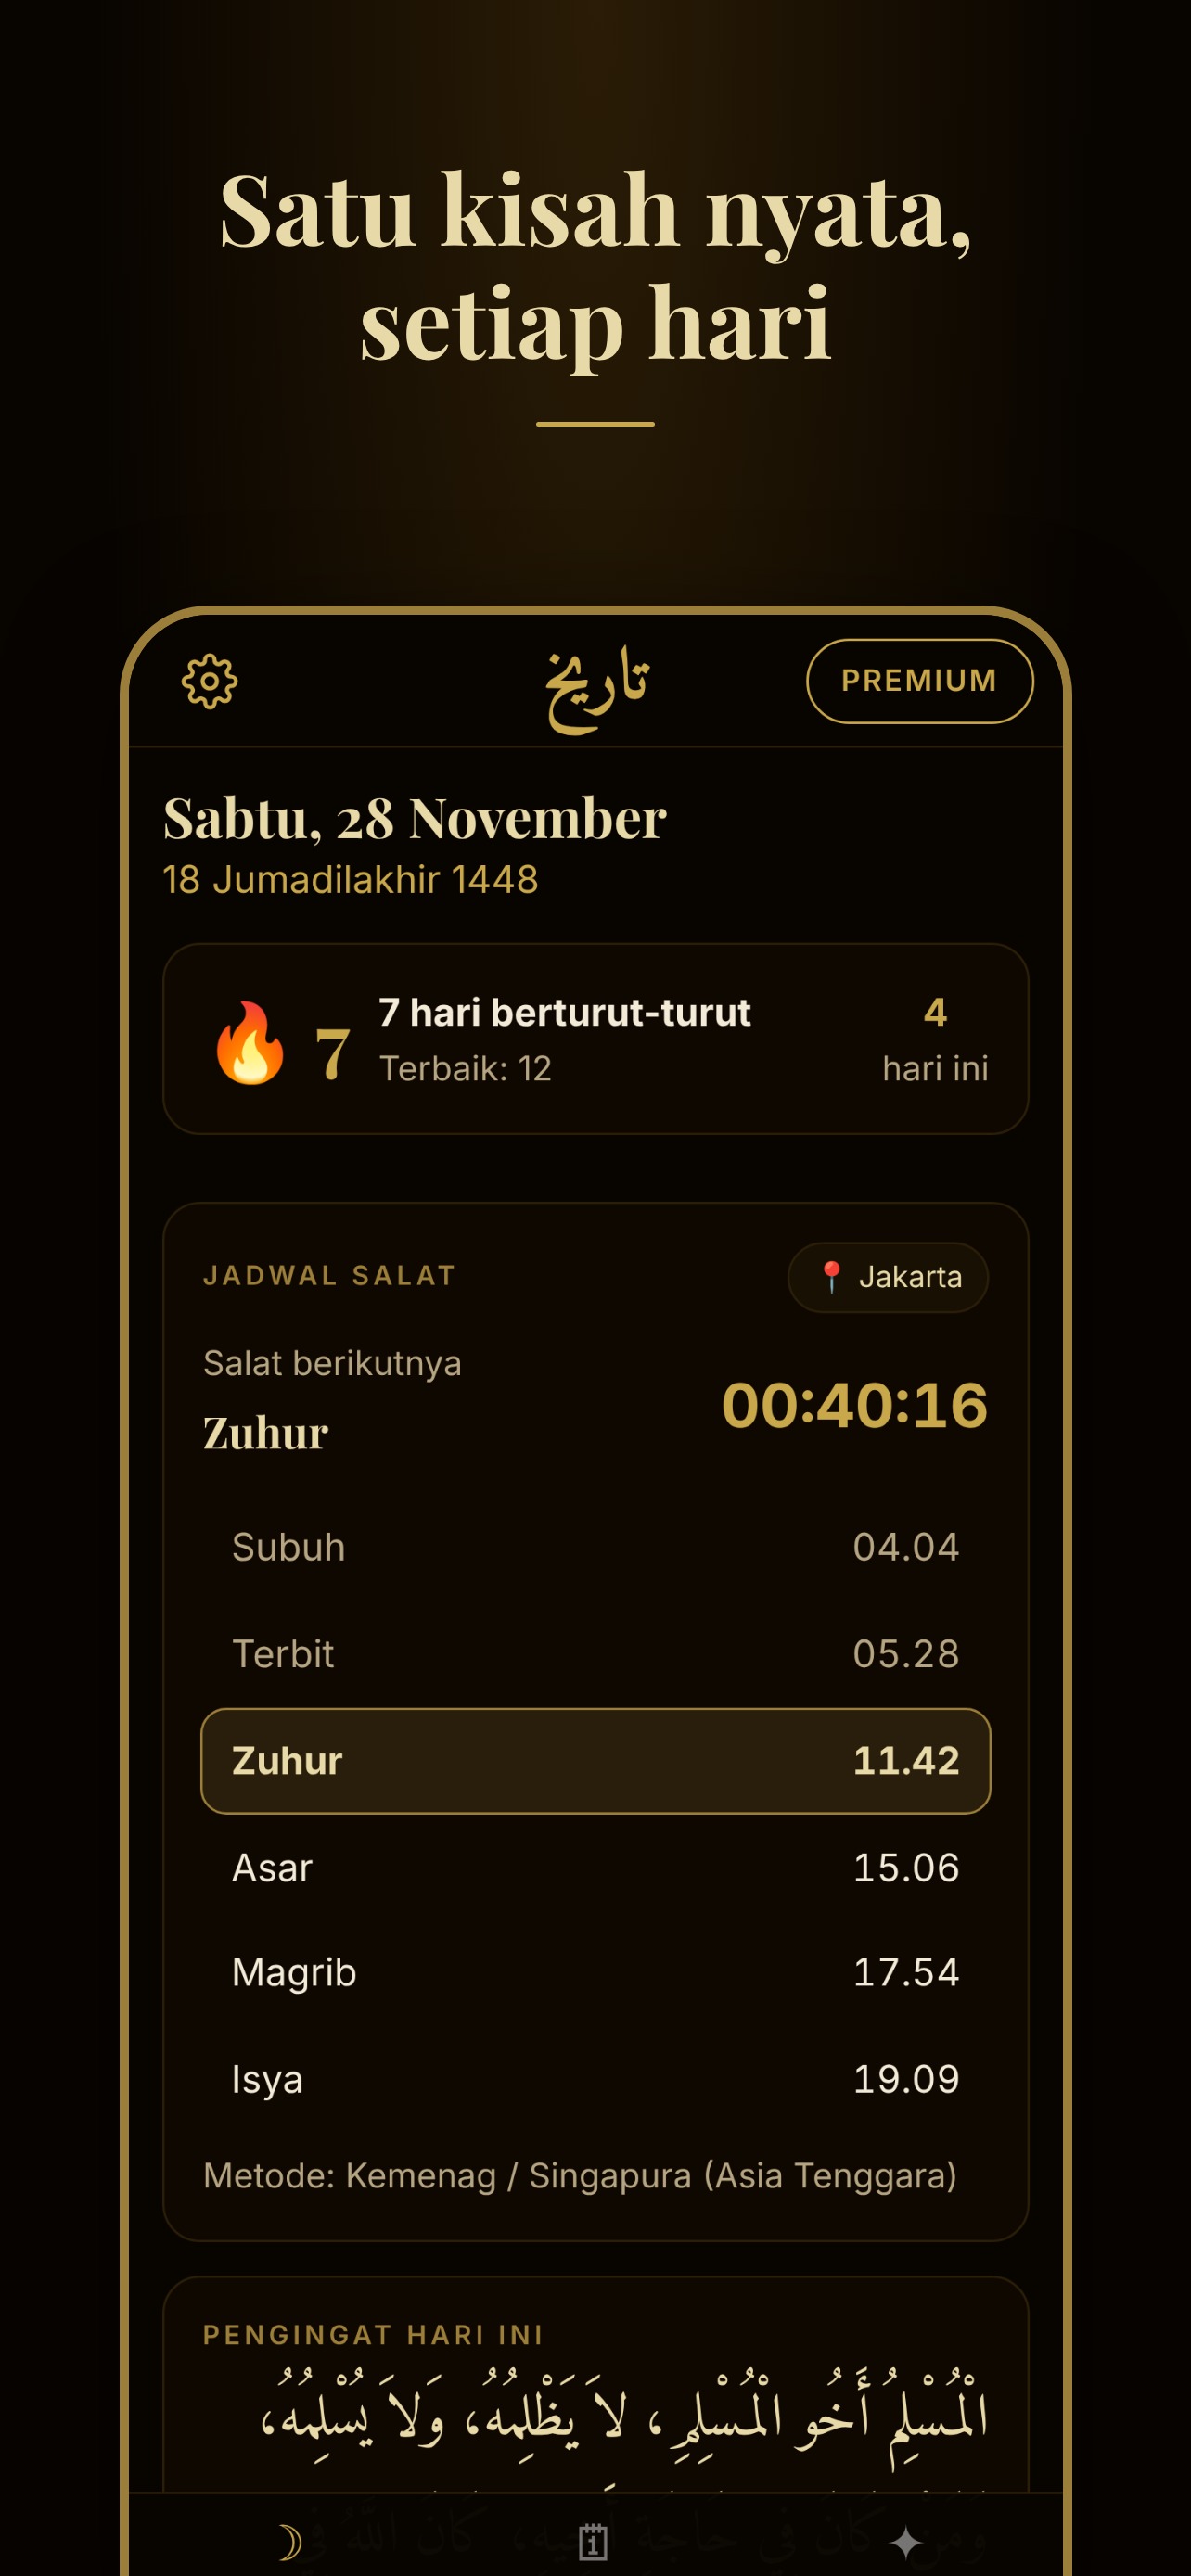 Satu kisah nyata,
setiap hari
تاريخ
PREMIUM
Sabtu, 28 November
18 Jumadilakhir 1448
7
7 hari berturut-turut
4
Terbaik: 12
hari ini
JADWAL SALAT
Jakarta
Salat berikutnya
00:40:16
Zuhur
Subuh 04.04
Terbit 05.28
Zuhur 11.42
Asar 15.06
Magrib 17.54
Isya 19.09
Metode: Kemenag / Singapura (Asia Tenggara)
PENGINGAT HARI INI
الْمُسْلِمُ أَخُو الْمُسْلِمِ، لاَ يَظْلِمُهُ، وَلاَ يُسْلِمُهُ،